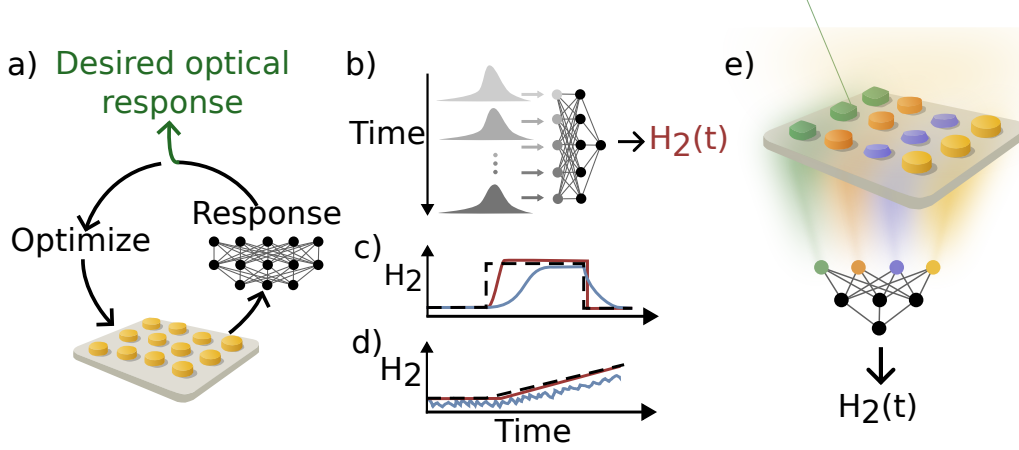 a)
Desired optical
response
Response
Optimize
b)
Time
H2(t)
c)
H2
d)
H2
Time
e)
H2(t)